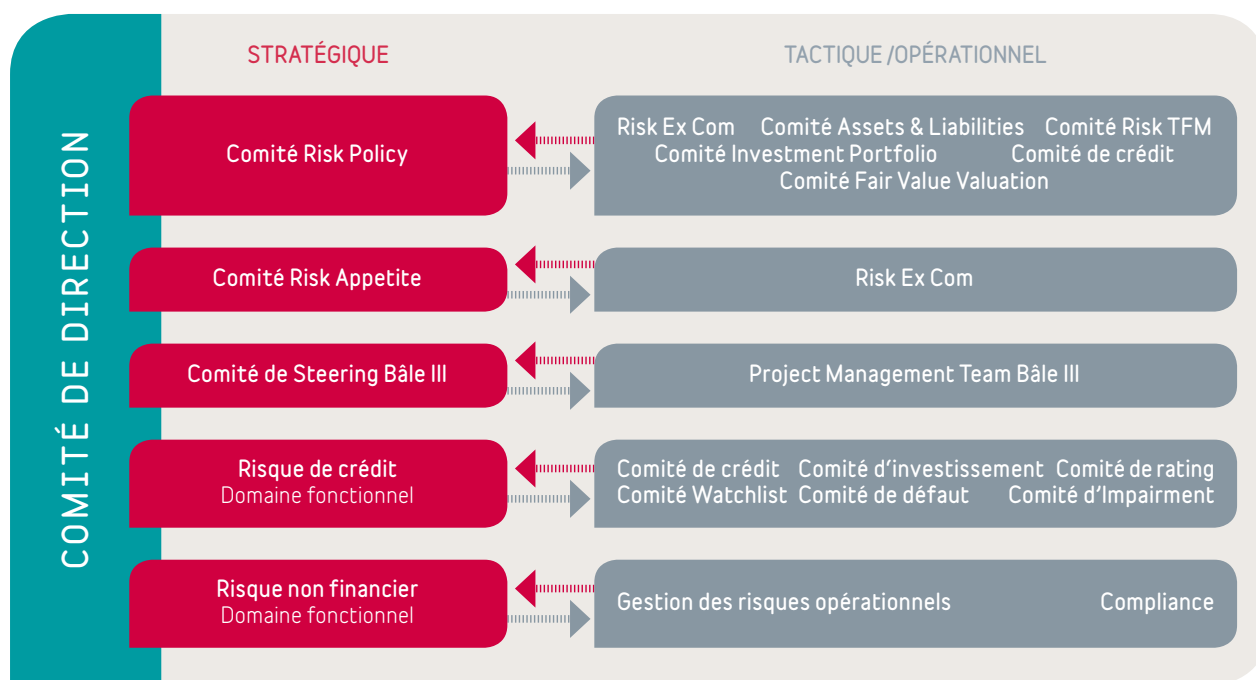 COMITÉ DE DIRECTION
STRATÉGIQUE
TACTIQUE /OPÉRATIONNEL
Comité Risk Policy
Risk Ex Com Comité Assets & Liabilities Comité Risk TFM
Comité Investment Portfolio Comité de crédit
Comité Fair Value Valuation
Comité Risk Appetite
Risk Ex Com
Comité de Steering Bâle III
Project Management Team Bâle III
Risque de crédit
Domaine fonctionnel
Comité de crédit Comité d'investissement Comité de rating
Comité Watchlist Comité de défaut Comité d'Impairment
Risque non financier
Domaine fonctionnel
Gestion des risques opérationnels Compliance